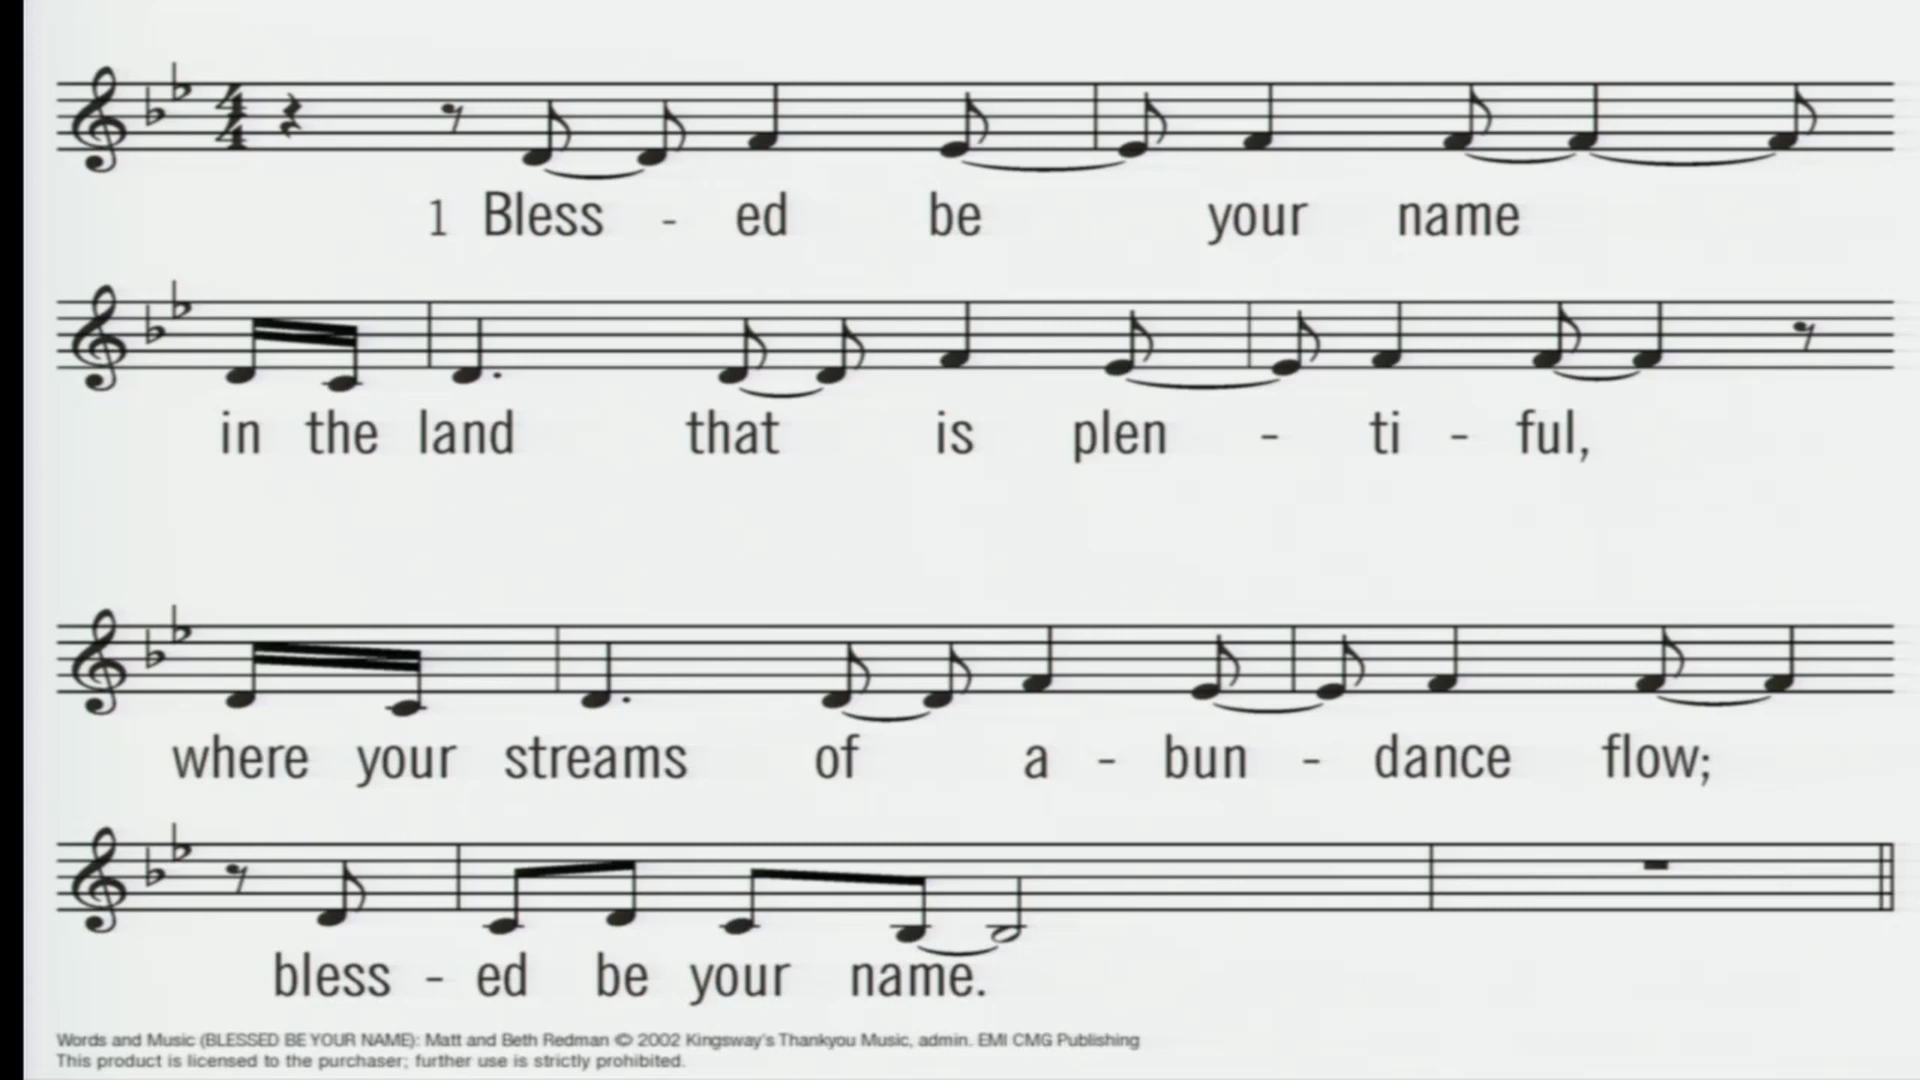 1 Bless - ed be your name
in the land that is plen - ti - ful,
where your streams of a - bun - dance flow;
bless - ed be your name.
Words and Music (BLESSED BE YOUR NAME): Matt and Beth Redman © 2002 Kingsway's Thankyou Music, admin. EMI CMG Publishing
This product is licensed to the purchaser; further use is strictly prohibited.